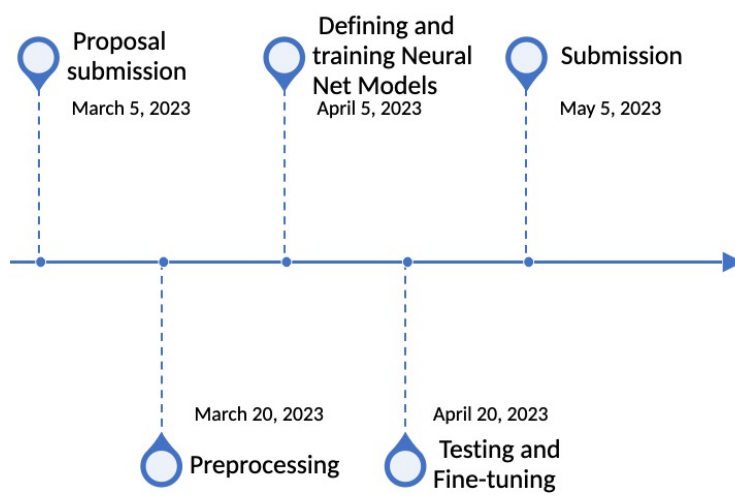 Proposal
submission
March 5, 2023
Defining and
training Neural
Net Models
April 5, 2023
Submission
May 5, 2023
March 20, 2023
Preprocessing
April 20, 2023
Testing and
Fine-tuning